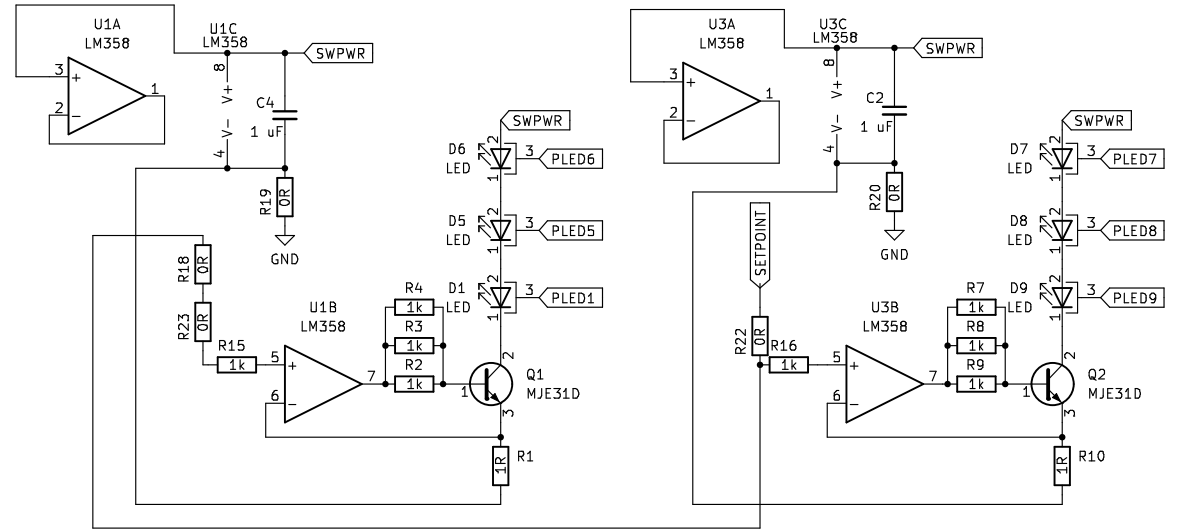 U1A
LM358
3
+
2
−
1
U1C
LM358
8
V+
V-
4
SWPWR
C4
1 uF
R19
0R
GND
R18
0R
R23
0R
R15
1k
U1B
LM358
5
+
6
−
7
R4
1k
R3
1k
R2
1k
SWPWR
D6
LED
2
1
3
PLED6
D5
LED
2
1
3
PLED5
D1
LED
2
1
3
PLED1
1
2
3
Q1
MJE31D
1R
R1
U3A
LM358
3
+
2
−
1
U3C
LM358
8
V+
V-
4
SWPWR
C2
1 uF
R20
0R
GND
SETPOINT
R22
0R
R16
1k
U3B
LM358
5
+
6
−
7
R7
1k
R8
1k
R9
1k
SWPWR
D7
LED
2
1
3
PLED7
D8
LED
2
1
3
PLED8
D9
LED
2
1
3
PLED9
1
2
3
Q2
MJE31D
1R
R10